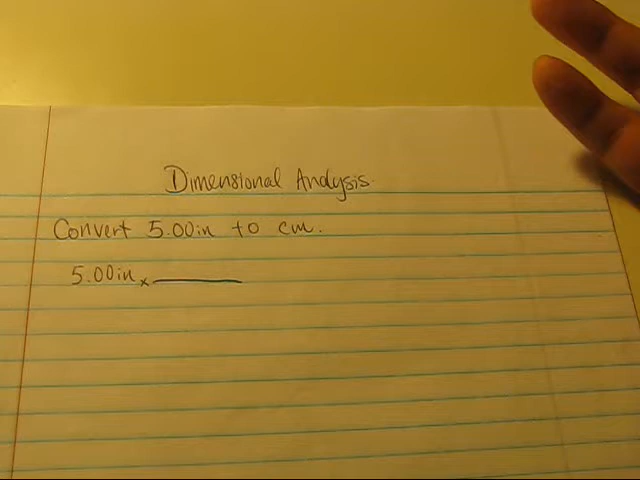 Dimensional Analysis
Convert 5.00in to cm.
5.00in x